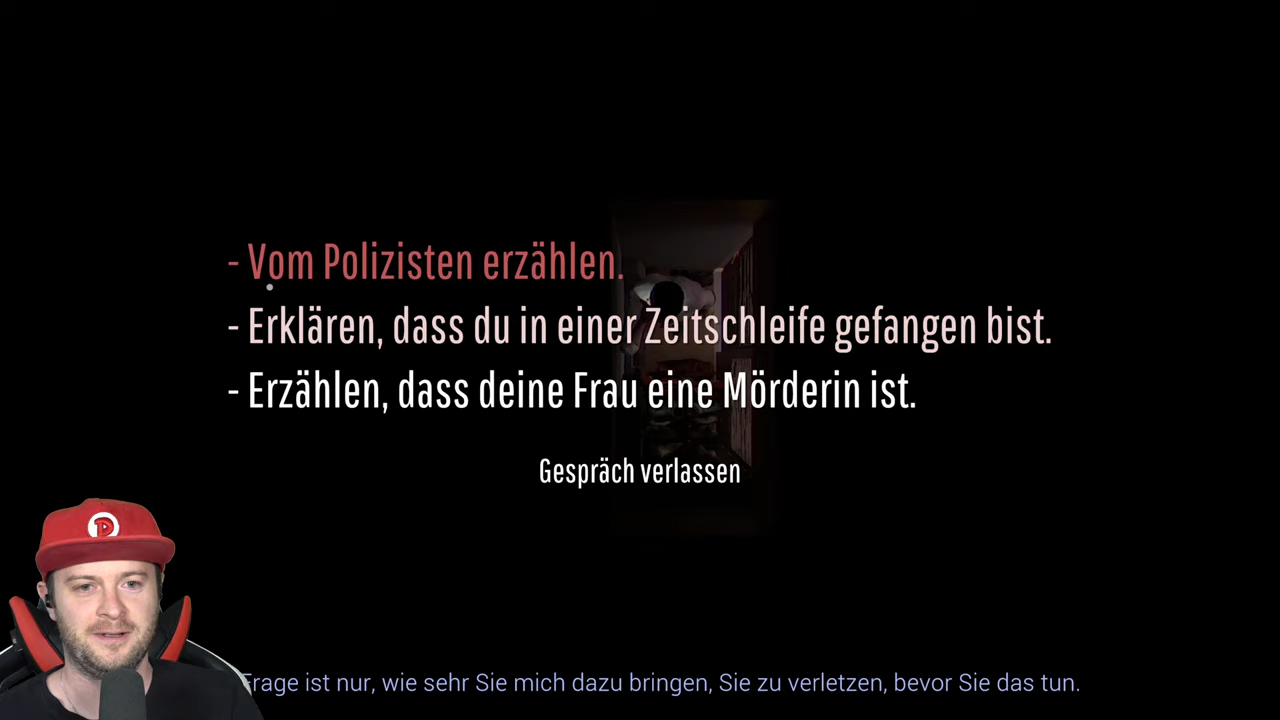 - Vom Polizisten erzählen.
- Erklären, dass du in einer Zeitschleife gefangen bist.
- Erzählen, dass deine Frau eine Mörderin ist.
Gespräch verlassen
Frage ist nur, wie sehr Sie mich dazu bringen, Sie zu verletzen, bevor Sie das tun.